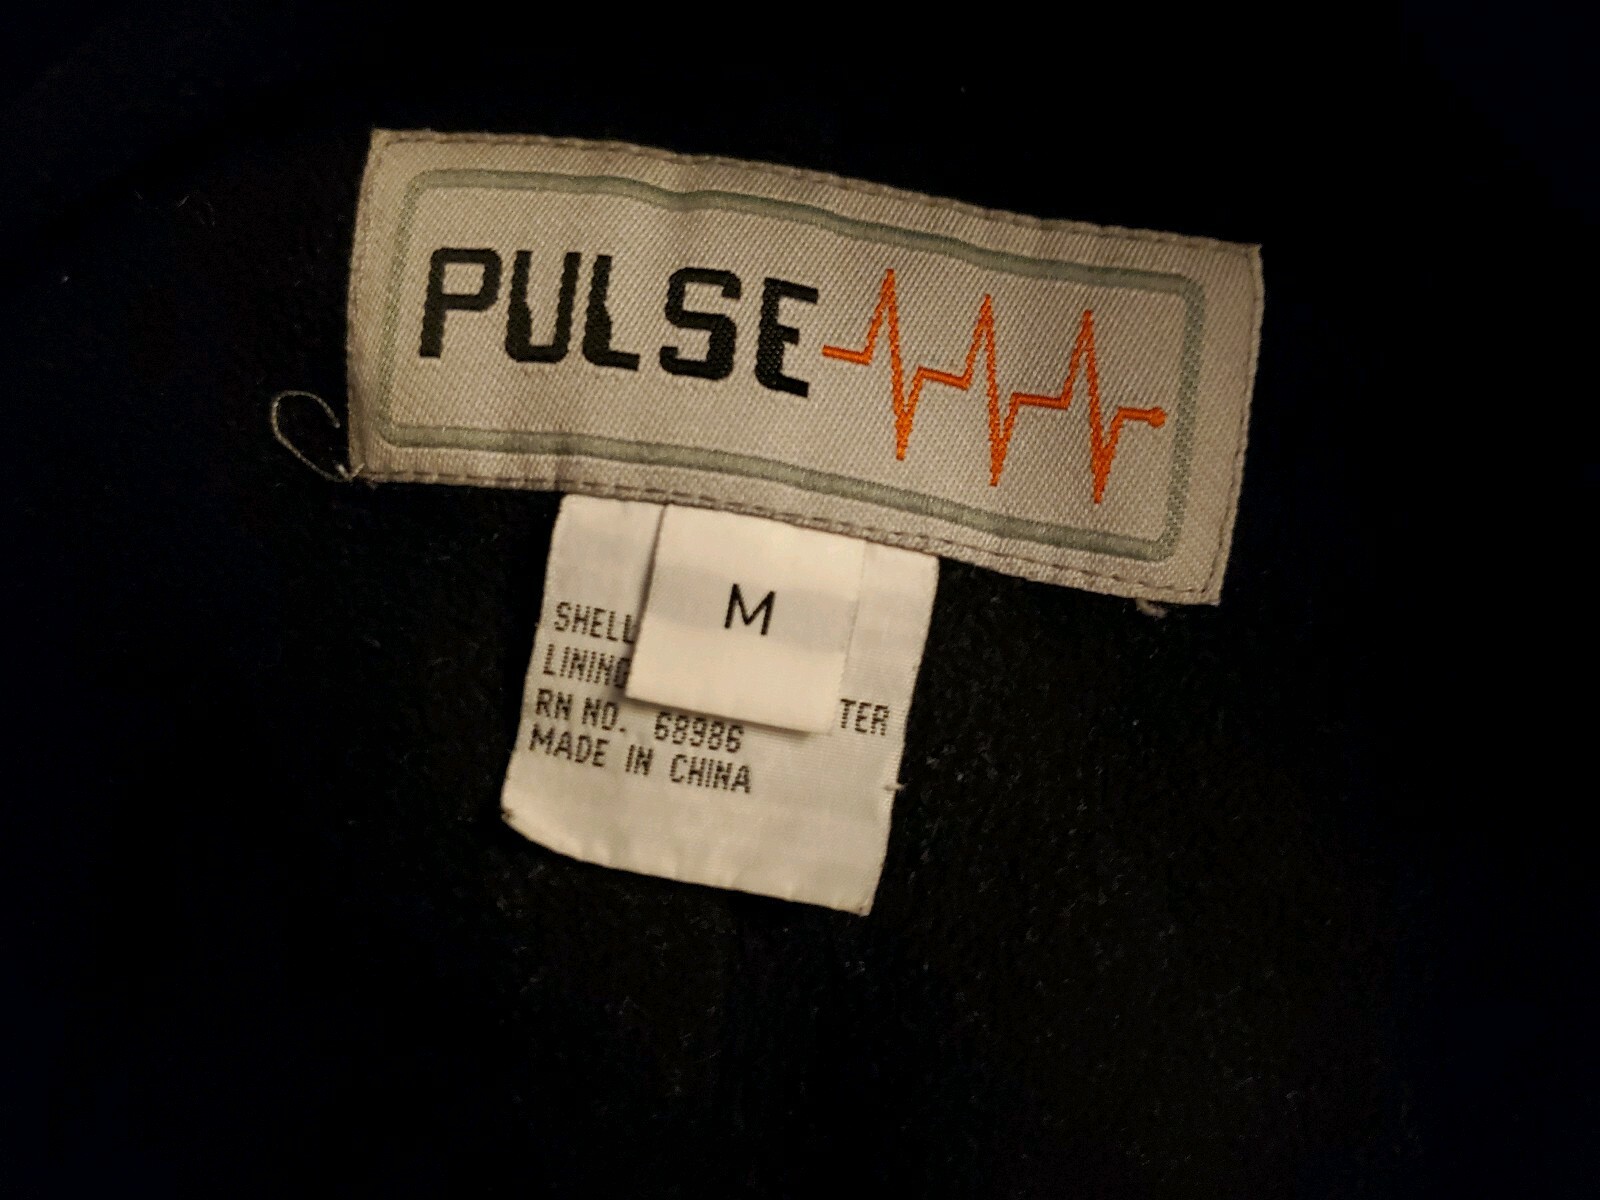 PULSE
M
SHELL
LINING
TER
RN NO. 68986
MADE IN CHINA